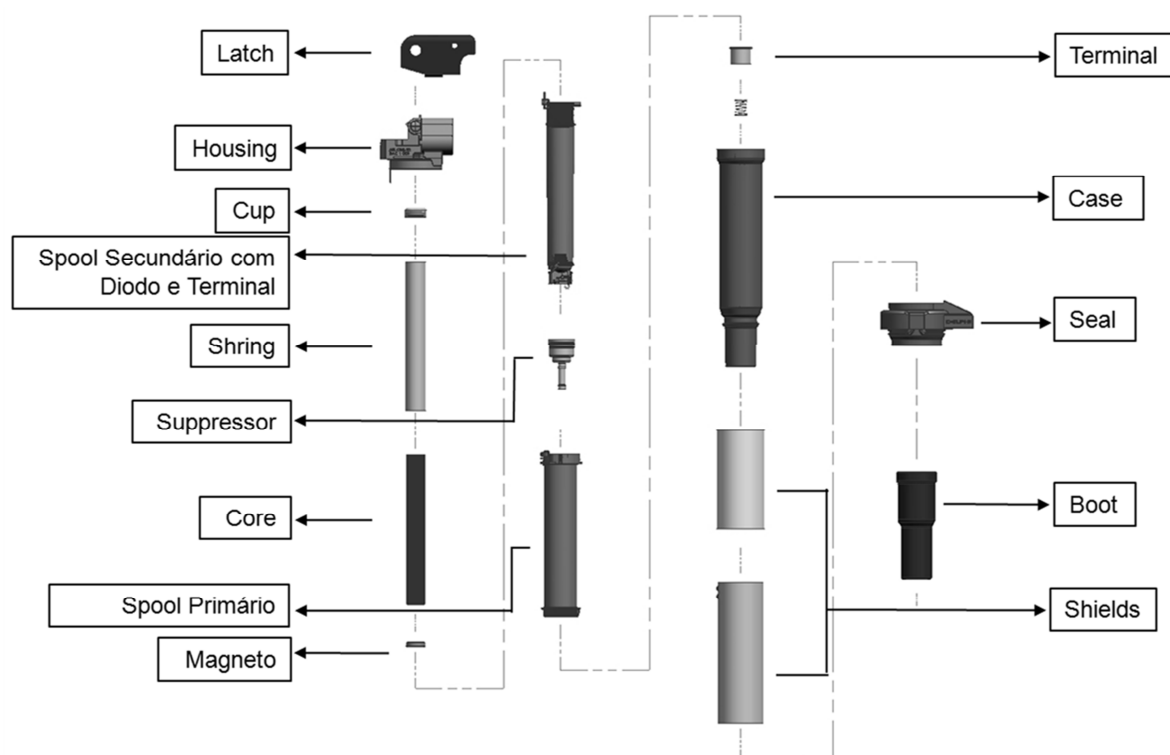 Latch
Housing
Cup
Spool Secundário com
Diodo e Terminal
Shring
Suppressor
Core
Spool Primário
Magneto
Terminal
Case
Seal
Boot
Shields